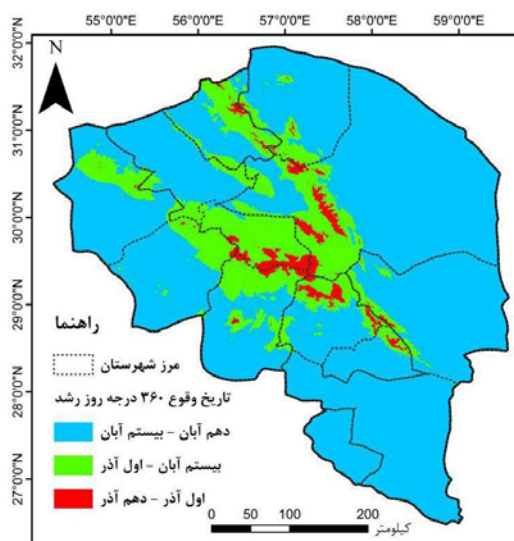 55°0'0"E 56°0'0"E 57°0'0"E 58°0'0"E 59°0'0"E
N
32°0'0"N
31°0'0"N
30°0'0"N
29°0'0"N
28°0'0"N
27°0'0"N
راهنما
مرز شهرستان
تاریخ وقوع ۳۶۰ درجه روز رشد
دهم آبان - بیستم آبان
بیستم آبان - اول آذر
اول آذر - دهم آذر
0 50 100 200
کیلومتر